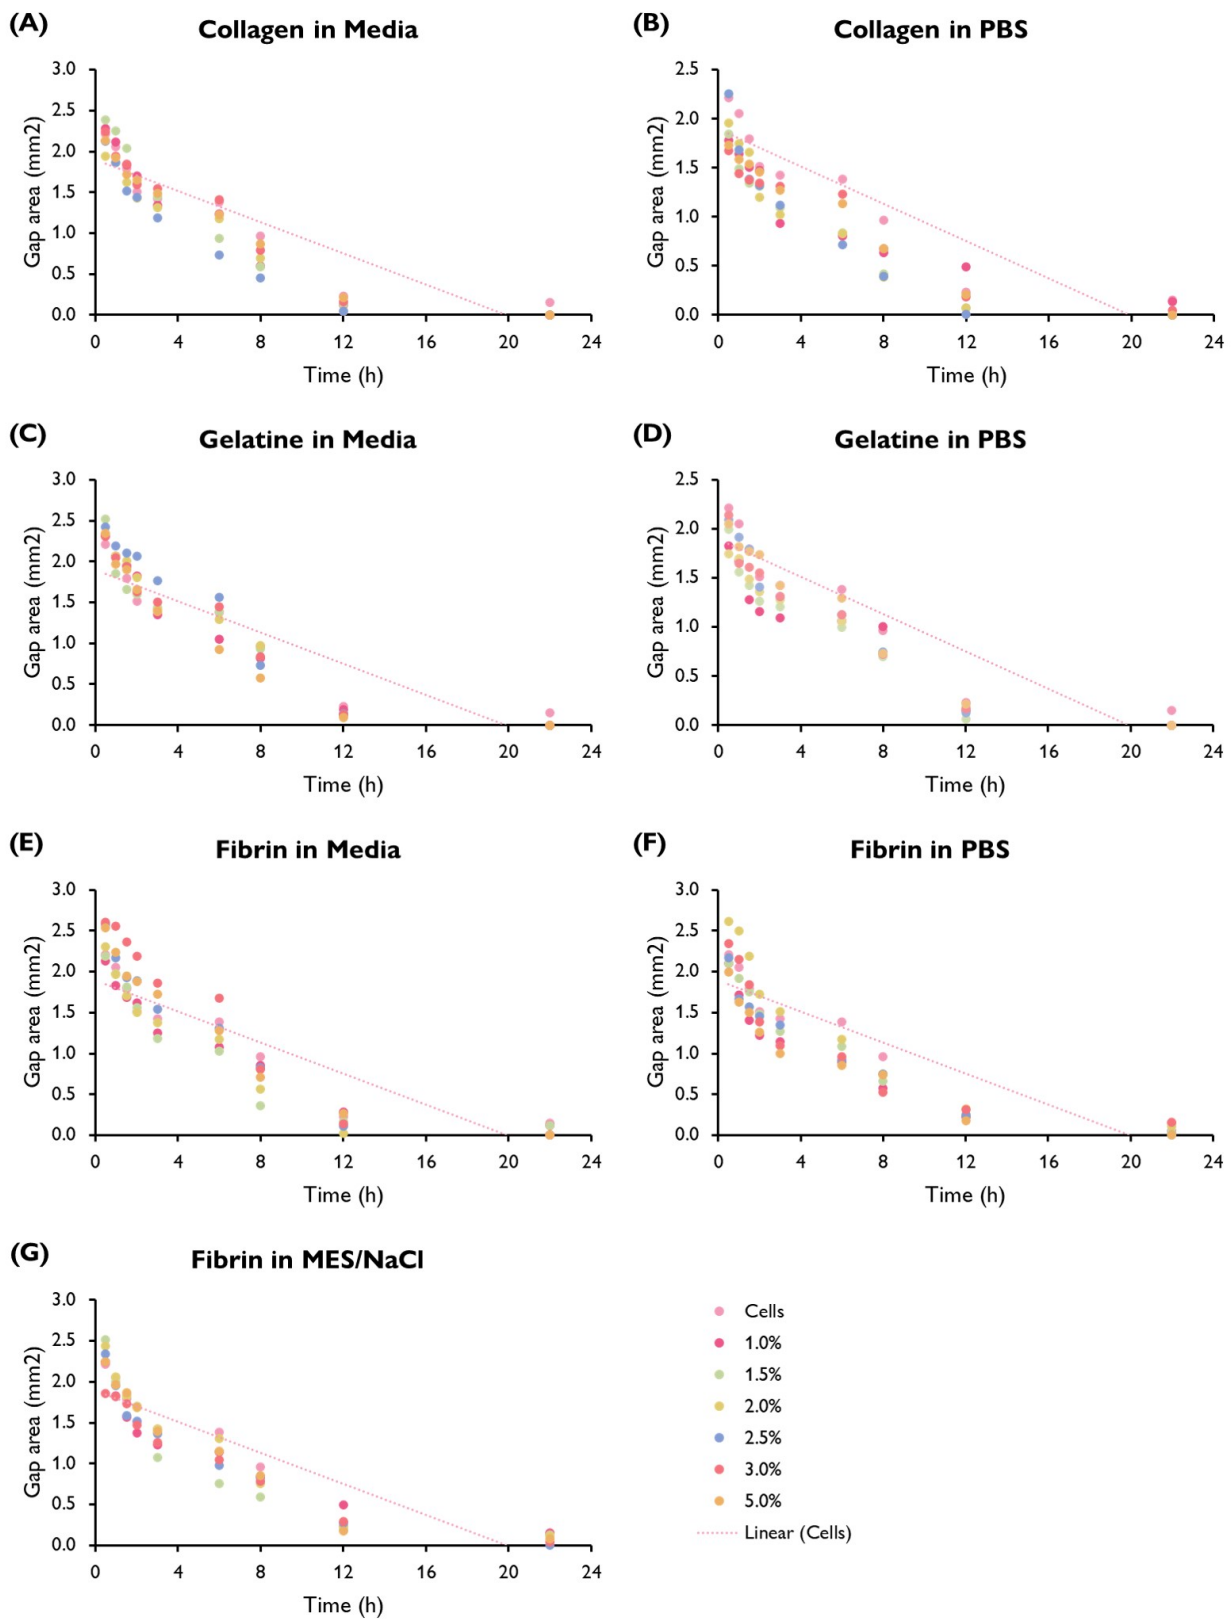 (A) Collagen in Media
3.0
2.5
2.0
1.5
1.0
0.5
0.0
Gap area (mm2)
0 4 8 12 16 20 24
Time (h)
(B) Collagen in PBS
2.5
2.0
1.5
1.0
0.5
0.0
Gap area (mm2)
0 4 8 12 16 20 24
Time (h)
(C) Gelatine in Media
3.0
2.5
2.0
1.5
1.0
0.5
0.0
Gap area (mm2)
0 4 8 12 16 20 24
Time (h)
(D) Gelatine in PBS
2.5
2.0
1.5
1.0
0.5
0.0
Gap area (mm2)
0 4 8 12 16 20 24
Time (h)
(E) Fibrin in Media
3.0
2.5
2.0
1.5
1.0
0.5
0.0
Gap area (mm2)
0 4 8 12 16 20 24
Time (h)
(F) Fibrin in PBS
3.0
2.5
2.0
1.5
1.0
0.5
0.0
Gap area (mm2)
0 4 8 12 16 20 24
Time (h)
(G) Fibrin in MES/NaCl
3.0
2.5
2.0
1.5
1.0
0.5
0.0
Gap area (mm2)
0 4 8 12 16 20 24
Time (h)
Cells
1.0%
1.5%
2.0%
2.5%
3.0%
5.0%
Linear (Cells)